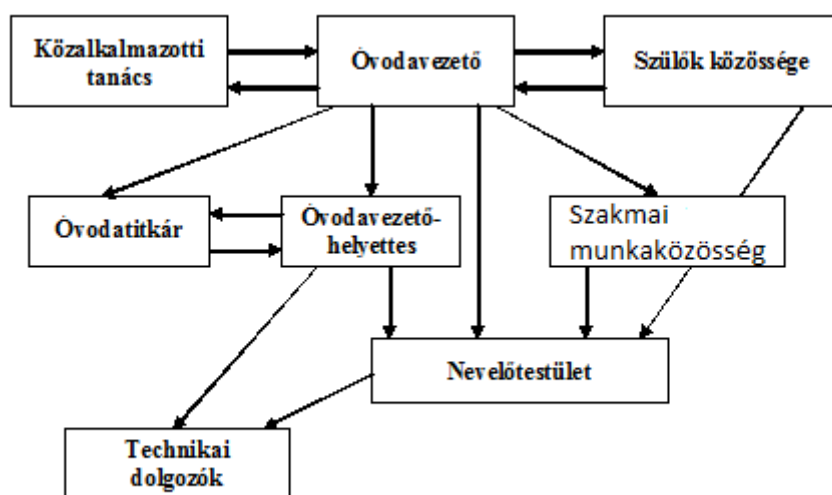 Közalkalmazotti
tanács
Óvodavezető
Szülők közössége
Óvodatitkár
Óvodavezető-
helyettes
Szakmai
munkaközösség
Nevelőtestület
Technikai
dolgozók